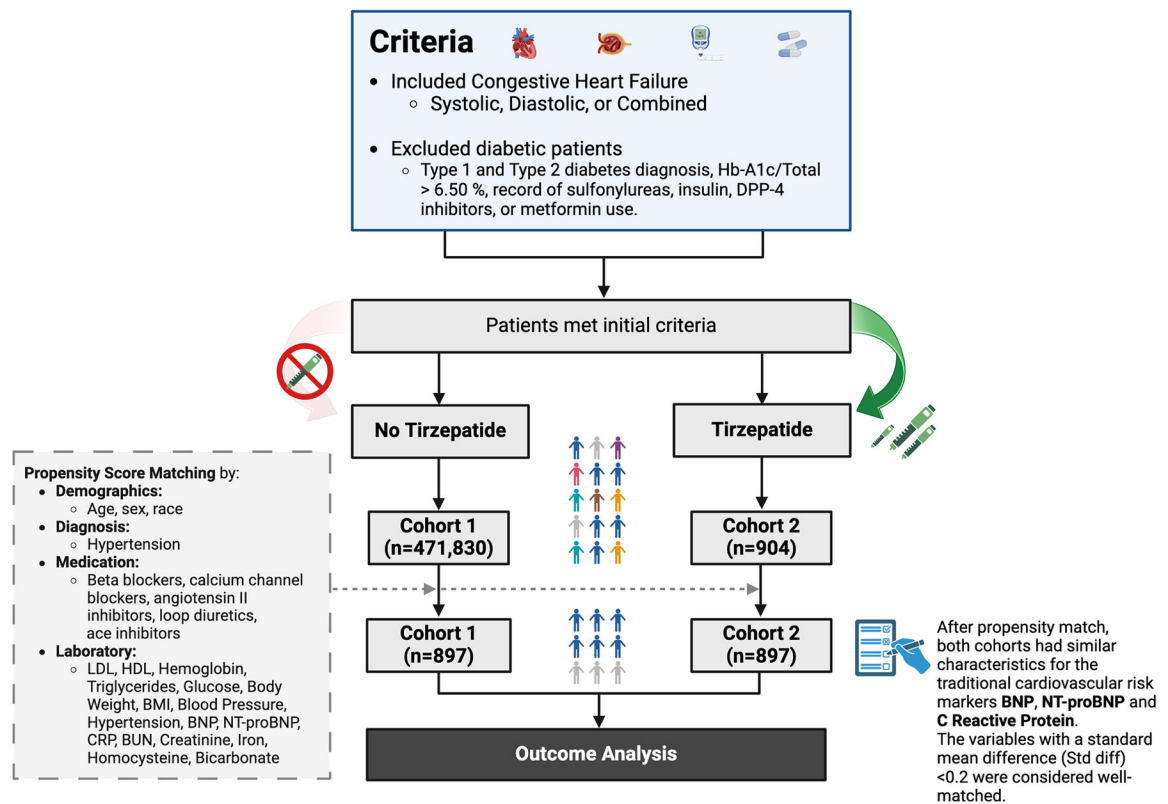 Criteria
• Included Congestive Heart Failure
○ Systolic, Diastolic, or Combined
• Excluded diabetic patients
○ Type 1 and Type 2 diabetes diagnosis, Hb-A1c/Total
> 6.50 %, record of sulfonylureas, insulin, DPP-4
inhibitors, or metformin use.
Patients met initial criteria
No Tirzepatide
Tirzepatide
Propensity Score Matching by:
• Demographics:
○ Age, sex, race
• Diagnosis:
○ Hypertension
• Medication:
○ Beta blockers, calcium channel
blockers, angiotensin II
inhibitors, loop diuretics,
ace inhibitors
• Laboratory:
○ LDL, HDL, Hemoglobin,
Triglycerides, Glucose, Body
Weight, BMI, Blood Pressure,
Hypertension, BNP, NT-proBNP,
CRP, BUN, Creatinine, Iron,
Homocysteine, Bicarbonate
Cohort 1
(n=471,830)
Cohort 2
(n=904)
Cohort 1
(n=897)
Cohort 2
(n=897)
After propensity match,
both cohorts had similar
characteristics for the
traditional cardiovascular risk
markers BNP, NT-proBNP and
C Reactive Protein.
The variables with a standard
mean difference (Std diff)
<0.2 were considered well-
matched.
Outcome Analysis